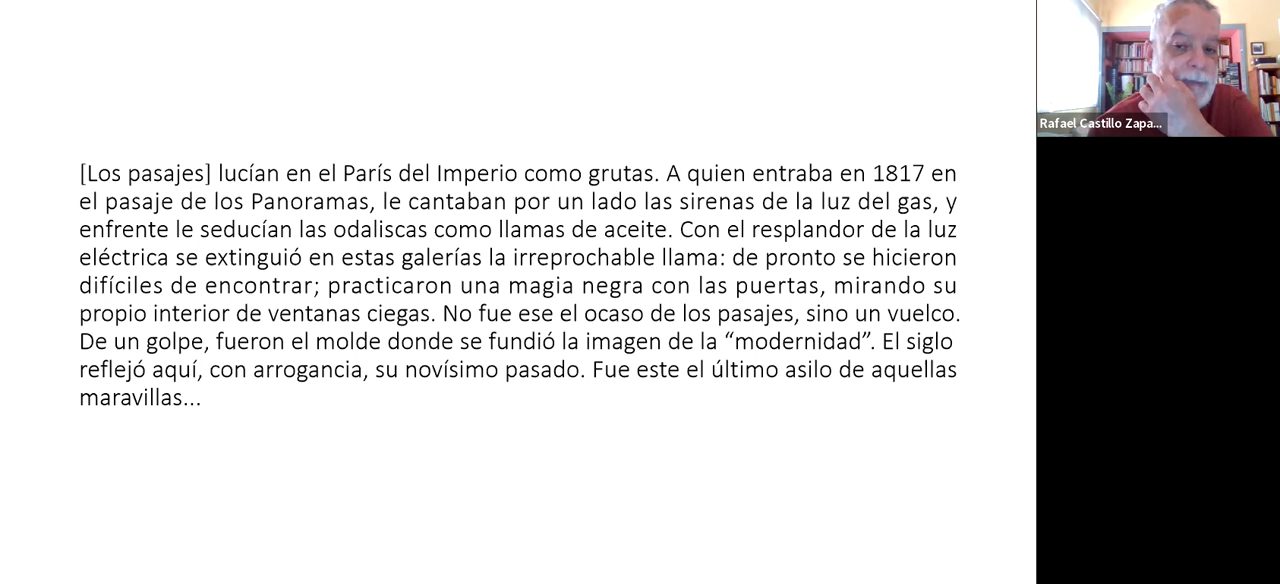 [Los pasajes] lucían en el París del Imperio como grutas. A quien entraba en 1817 en
el pasaje de los Panoramas, le cantaban por un lado las sirenas de la luz del gas, y
enfrente le seducían las odaliscas como llamas de aceite. Con el resplandor de la luz
eléctrica se extinguió en estas galerías la irreprochable llama: de pronto se hicieron
difíciles de encontrar; practicaron una magia negra con las puertas, mirando su
propio interior de ventanas ciegas. No fue ese el ocaso de los pasajes, sino un vuelco.
De un golpe, fueron el molde donde se fundió la imagen de la “modernidad”. El siglo
reflejó aquí, con arrogancia, su novísimo pasado. Fue este el último asilo de aquellas
maravillas...
Rafael Castillo Zapa...